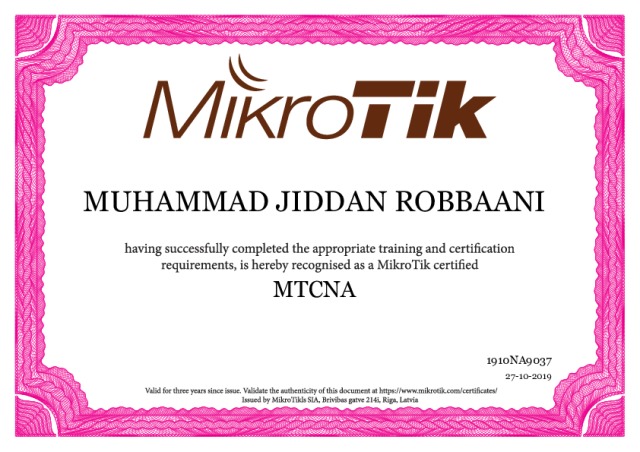 MikroTik
MUHAMMAD JIDDAN ROBBAANI
having successfully completed the appropriate training and certification
requirements, is hereby recognised as a MikroTik certified
MTCNA
1910NA9037
27-10-2019
Valid for three years since issue. Validate the authenticity of this document at https://www.mikrotik.com/certificates/
Issued by MikroTikls SIA, Brivibas gatve 214i, Riga, Latvia